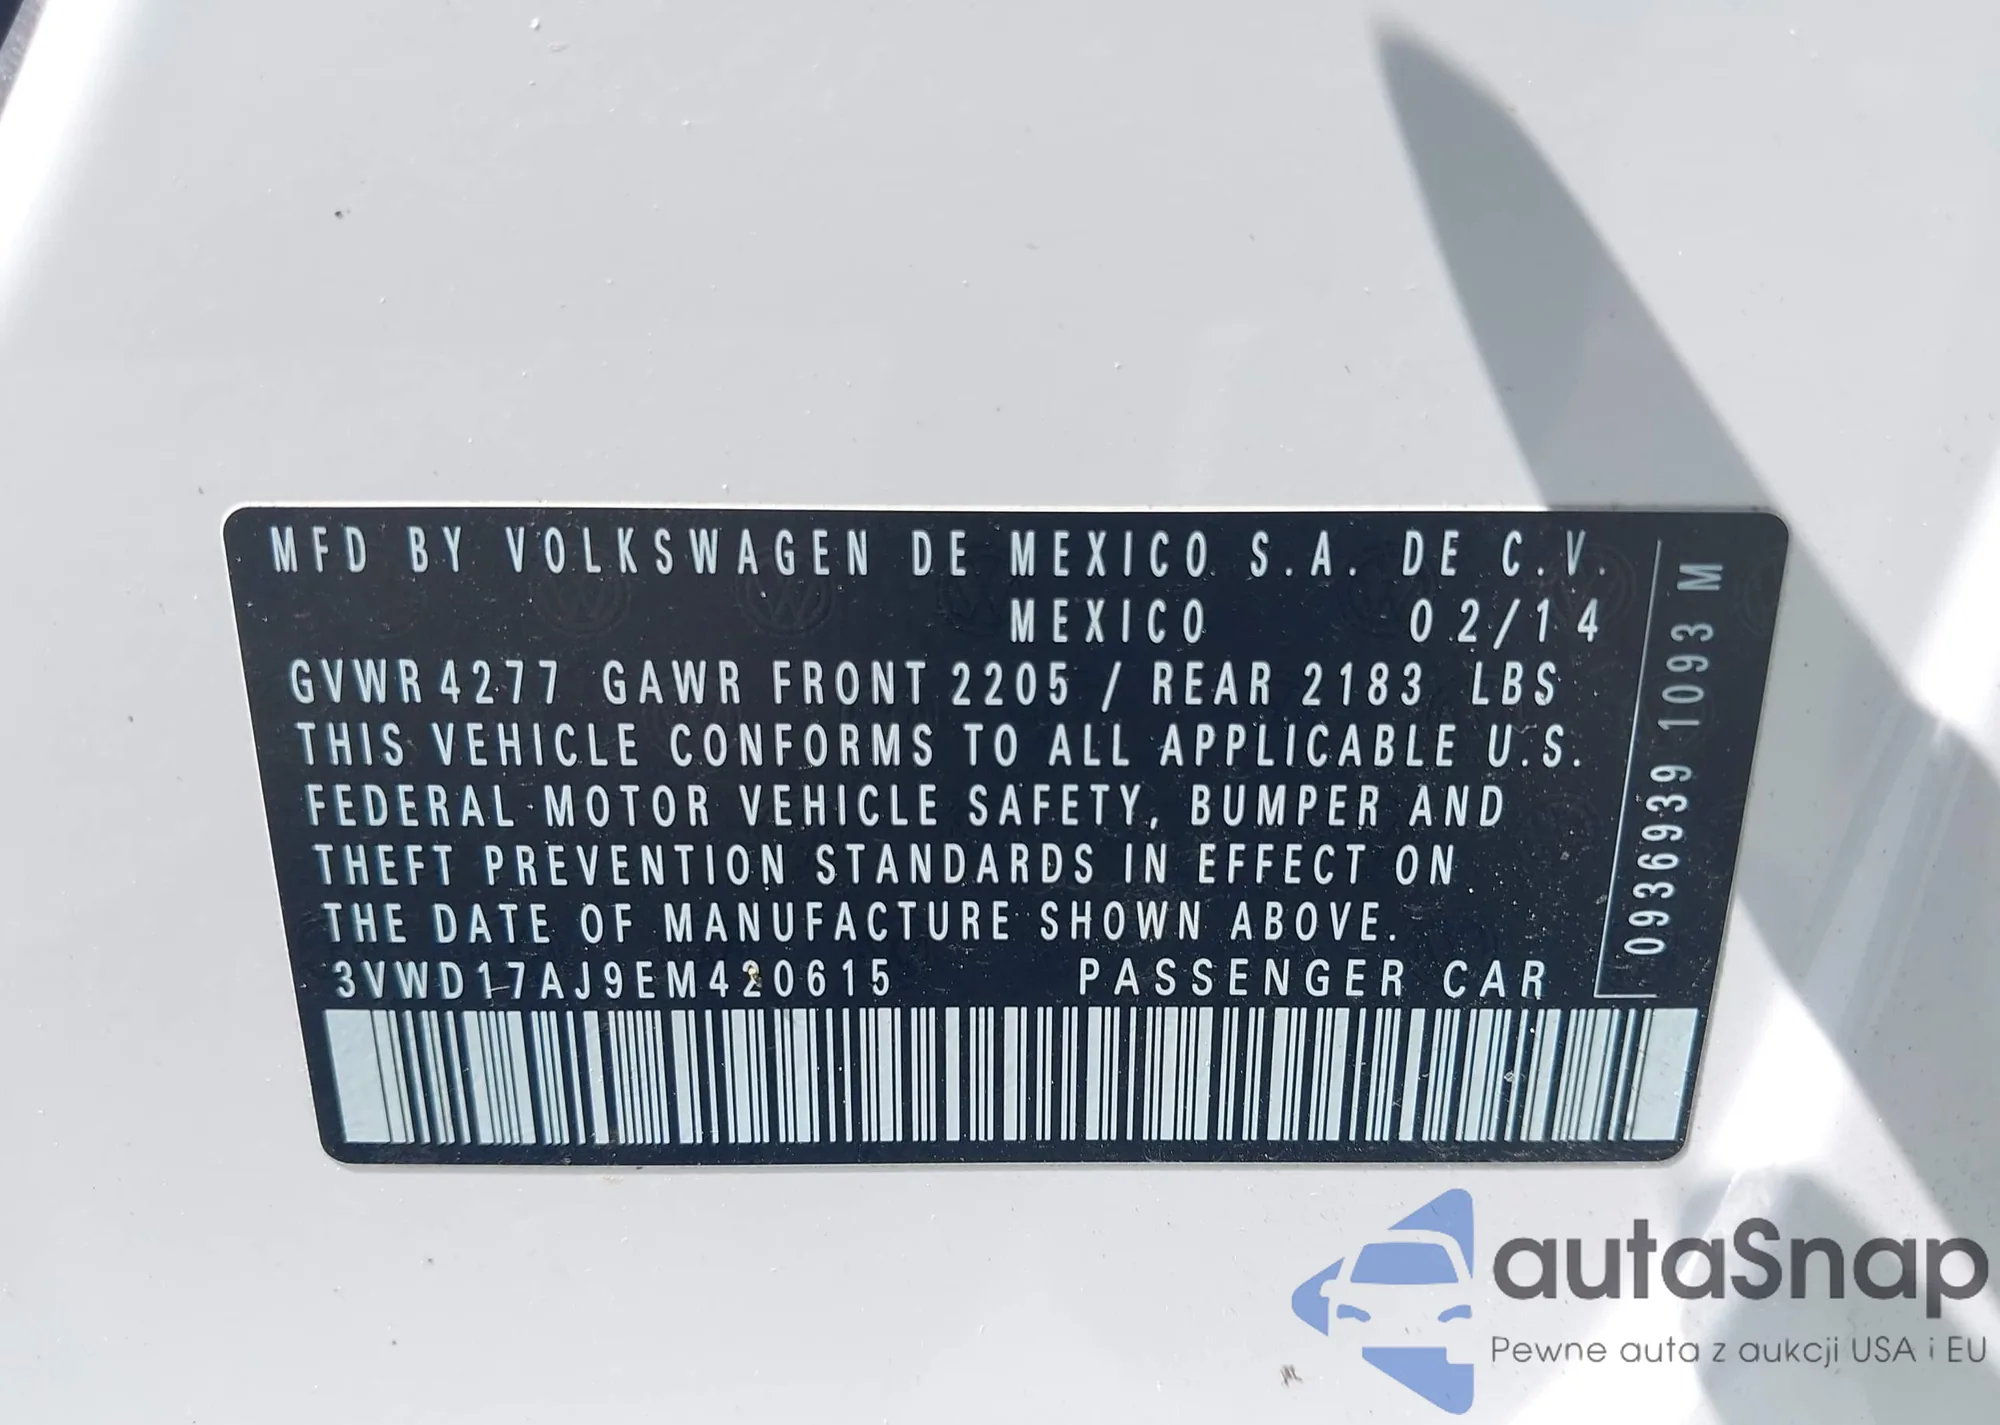 MFD BY VOLKSWAGEN DE MEXICO S.A. DE C.V.
MEXICO 02/14
GVWR 4277 GAWR FRONT 2205 / REAR 2183 LBS
THIS VEHICLE CONFORMS TO ALL APPLICABLE U.S.
FEDERAL MOTOR VEHICLE SAFETY, BUMPER AND
THEFT PREVENTION STANDARDS IN EFFECT ON
THE DATE OF MANUFACTURE SHOWN ABOVE.
3VWD17AJ9EM420615 PASSENGER CAR
0936939 1093 M
autaSnap
Pewne auta z aukcji USA i EU